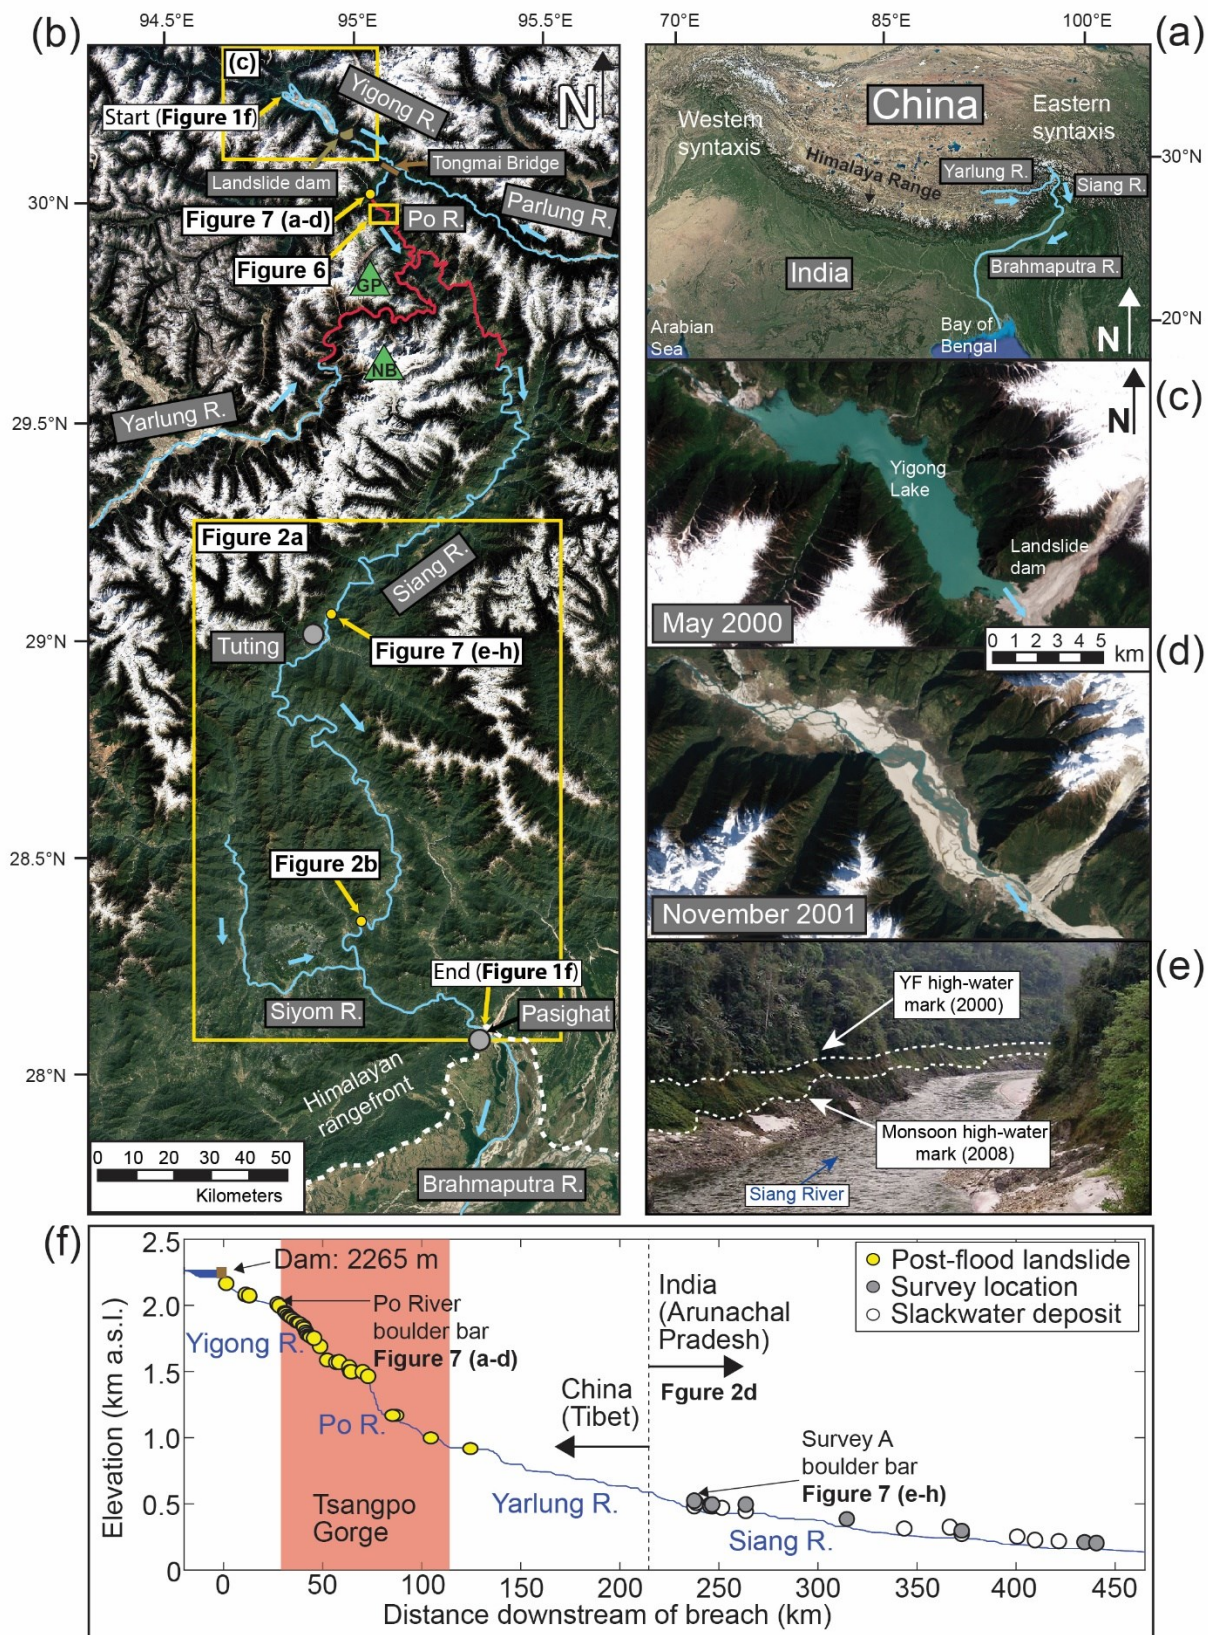 (b)
94.5°E
95°E
95.5°E
30°N
29.5°N
29°N
28.5°N
28°N
(c)
N
Yigong R.
Start (Figure 1f)
Landslide dam
Tongmai Bridge
Parlung R.
Figure 7 (a-d)
Po R.
Figure 6
GP
NB
Yarlung R.
Figure 2a
Siang R.
Tuting
Figure 7 (e-h)
Figure 2b
End (Figure 1f)
Siyom R.
Pasighat
Himalayan
rangefront
0 10 20 30 40 50
Kilometers
Brahmaputra R.
(a)
70°E
85°E
100°E
30°N
20°N
China
Western
syntaxis
Eastern
syntaxis
Himalaya Range
Yarlung R.
Siang R.
India
Brahmaputra R.
Arabian
Sea
Bay of
Bengal
N
(c)
N
Yigong
Lake
Landslide
dam
May 2000
0 1 2 3 4 5
km
(d)
November 2001
(e)
YF high-water
mark (2000)
Monsoon high-water
mark (2008)
Siang River
(f)
Elevation (km a.s.l.)
2.5
2.0
1.5
1.0
0.5
0
Dam: 2265 m
Po River
boulder bar
Figure 7 (a-d)
Yigong R.
Po R.
Tsangpo
Gorge
China
(Tibet)
Yarlung R.
India
(Arunachal
Pradesh)
Fgure 2d
Survey A
boulder bar
Figure 7 (e-h)
Siang R.
Post-flood landslide
Survey location
Slackwater deposit
0 50 100 150 200 250 300 350 400 450
Distance downstream of breach (km)